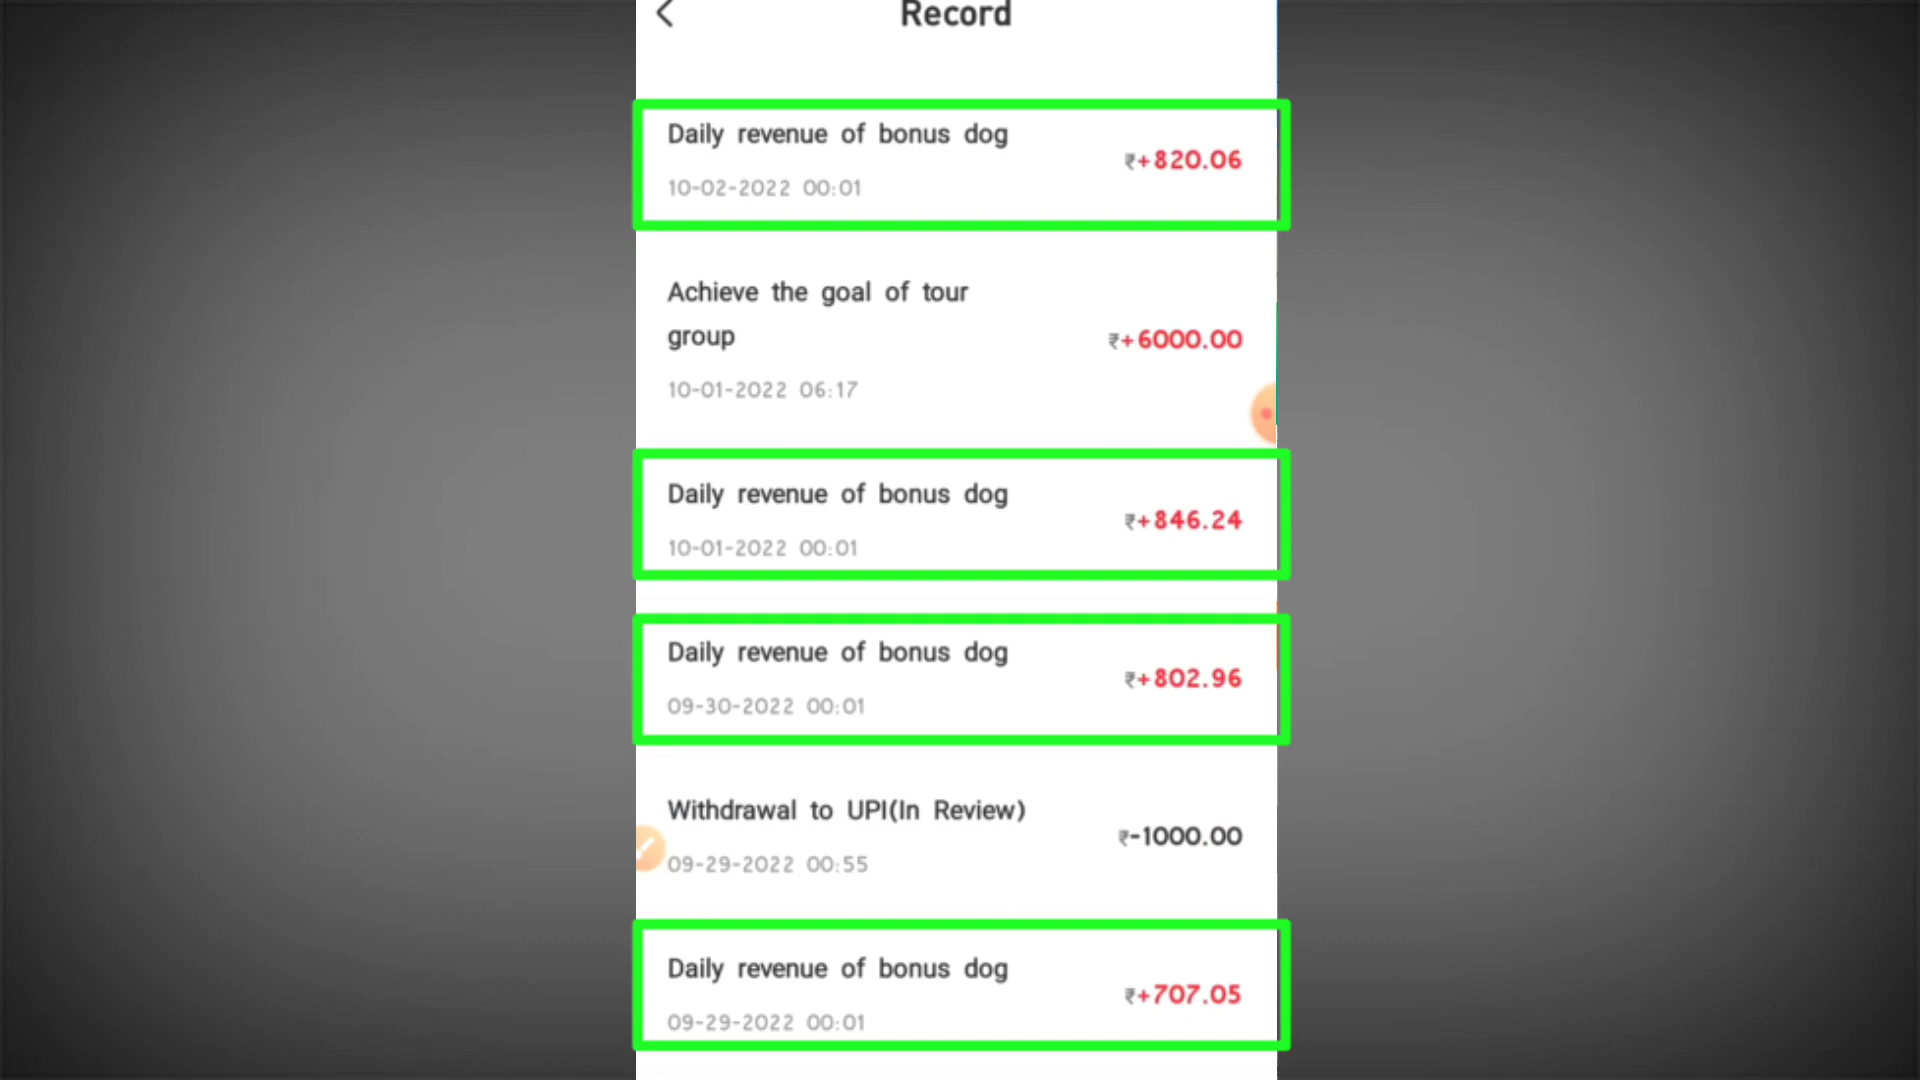 Record
Daily revenue of bonus dog
₹+820.06
10-02-2022 00:01
Achieve the goal of tour
group
₹+6000.00
10-01-2022 06:17
Daily revenue of bonus dog
₹+846.24
10-01-2022 00:01
Daily revenue of bonus dog
₹+802.96
09-30-2022 00:01
Withdrawal to UPI(In Review)
₹-1000.00
09-29-2022 00:55
Daily revenue of bonus dog
₹+707.05
09-29-2022 00:01